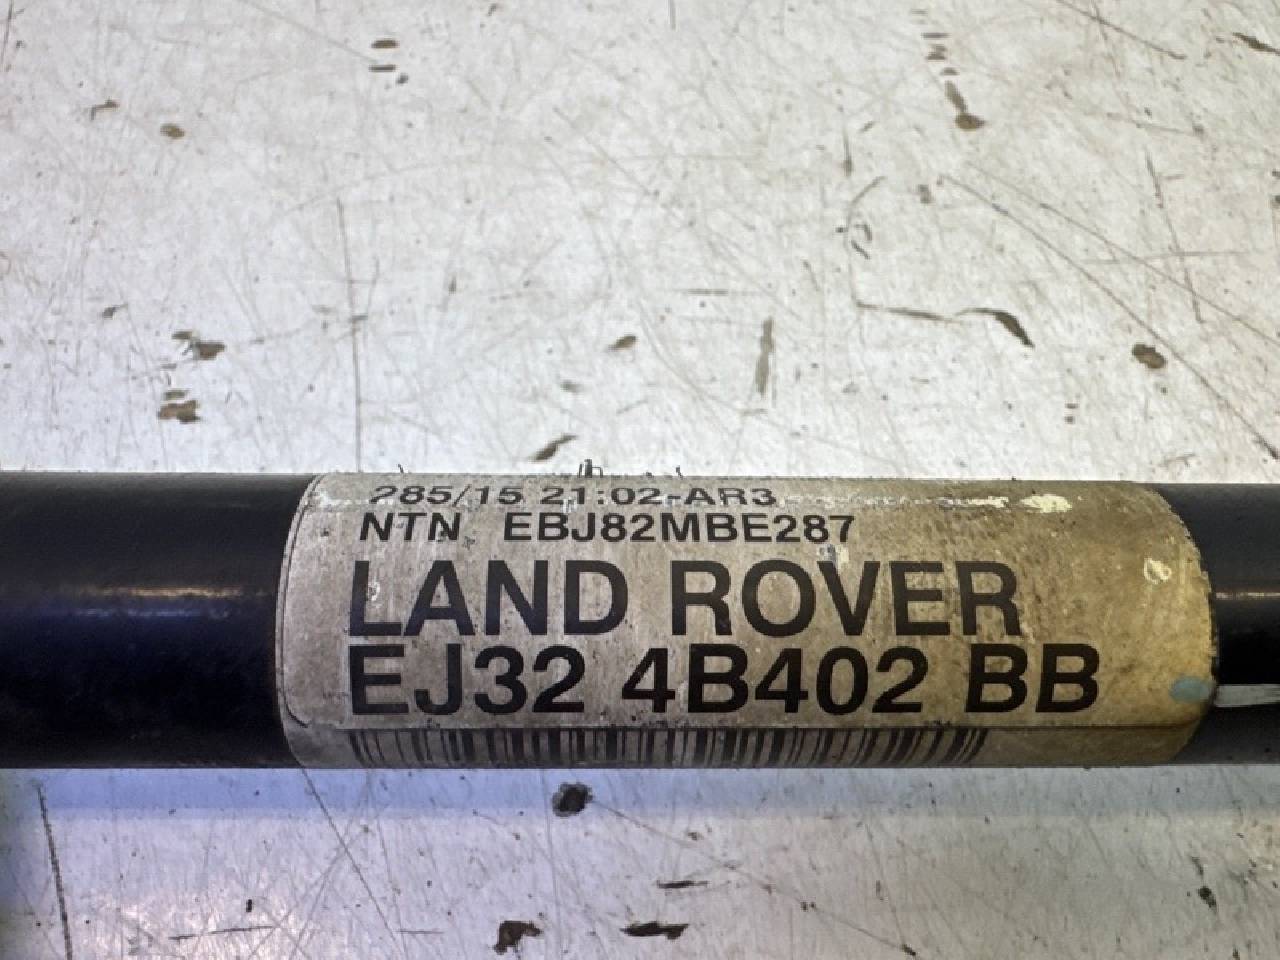 285/15 21:02-AR3
NTN EBJ82MBE287
LAND ROVER
EJ32 4B402 BB